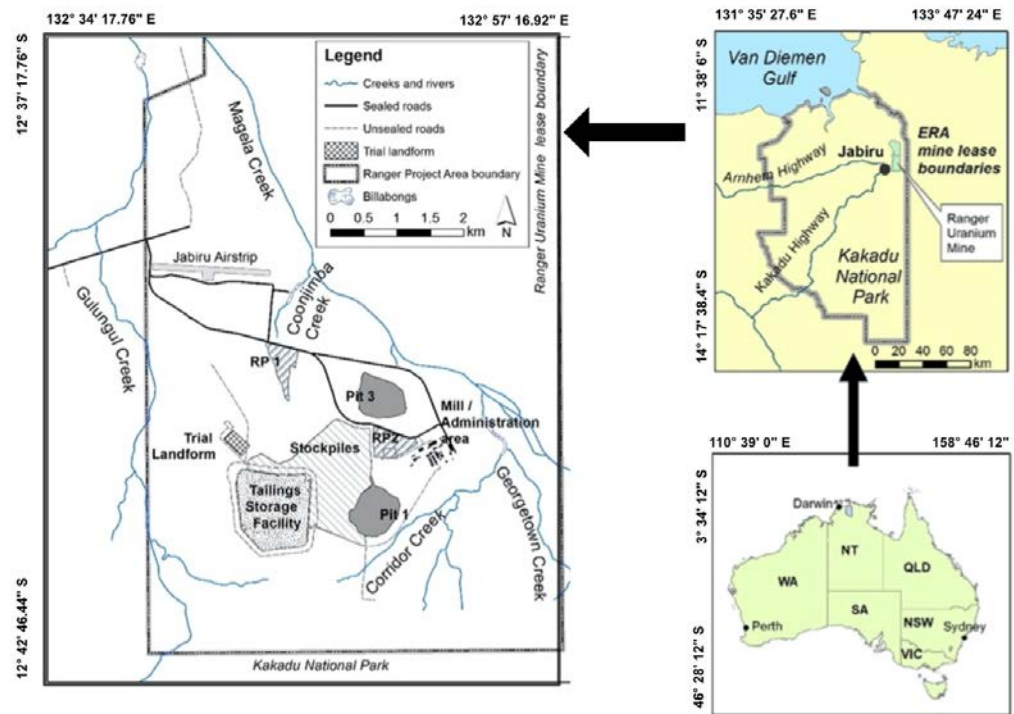 132° 34' 17.76" E
132° 57' 16.92" E
12° 37' 17.76" S
12° 42' 46.44" S
Legend
Creeks and rivers
Sealed roads
Unsealed roads
Trial landform
Ranger Project Area boundary
Billabongs
0 0.5 1 1.5 2
km
N
Ranger Uranium Mine lease boundary
Magela Creek
Jabiru Airstrip
Coonjimba
Creek
Gulungul Creek
RP 1
Pit 3
Mill /
Administration
area
RP2
Trial
Landform
Stockpiles
Tailings
Storage
Facility
Pit 1
Corridor Creek
Georgetown Creek
Kakadu National Park
131° 35' 27.6" E
133° 47' 24" E
11° 38' 6" S
14° 17' 38.4" S
Van Diemen
Gulf
ERA
mine lease
boundaries
Jabiru
Arnhem Highway
Ranger
Uranium
Mine
Kakadu Highway
Kakadu
National
Park
0 20 40 60 80
km
110° 39' 0" E
158° 46' 12"
3° 34' 12" S
46° 28' 12" S
Darwin
NT
QLD
WA
SA
NSW
Perth
Sydney
VIC